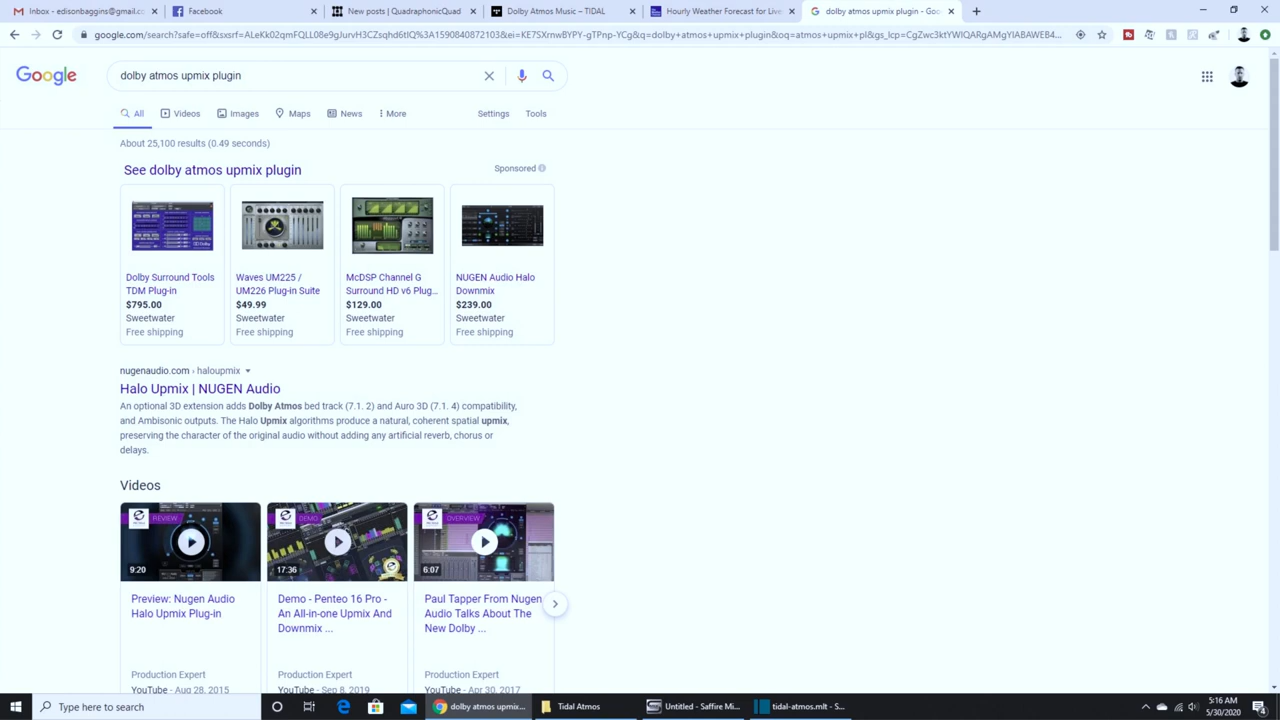 Inbox - edisonbaggins@gmail.cc
Facebook
New posts | QuadraphonicQuad
Dolby Atmos Music – TIDAL
Hourly Weather Forecast for Live
dolby atmos upmix plugin - Goo
Google
dolby atmos upmix plugin
All
Videos
Images
Maps
News
More
Settings
Tools
About 25,100 results (0.49 seconds)
See dolby atmos upmix plugin
Sponsored
Dolby Surround Tools
TDM Plug-in
$795.00
Sweetwater
Free shipping
Waves UM225 /
UM226 Plug-in Suite
$49.99
Sweetwater
Free shipping
McDSP Channel G
Surround HD v6 Plug...
$129.00
Sweetwater
Free shipping
NUGEN Audio Halo
Downmix
$239.00
Sweetwater
Free shipping
nugenaudio.com › haloupmix
Halo Upmix | NUGEN Audio
An optional 3D extension adds Dolby Atmos bed track (7.1. 2) and Auro 3D (7.1. 4) compatibility,
and Ambisonic outputs. The Halo Upmix algorithms produce a natural, coherent spatial upmix,
preserving the character of the original audio without adding any artificial reverb, chorus or
delays.
Videos
REVIEW
9:20
DEMO
17:36
OVERVIEW
6:07
Preview: Nugen Audio
Halo Upmix Plug-in
Production Expert
YouTube - Aug 28, 2015
Demo - Penteo 16 Pro -
An All-in-one Upmix And
Downmix ...
Production Expert
YouTube - Sep 8, 2019
Paul Tapper From Nugen
Audio Talks About The
New Dolby ...
Production Expert
YouTube - Apr 30, 2017
Type here to search
dolby atmos upmix...
Tidal Atmos
Untitled - Saffire Mi...
tidal-atmos.mlt - S...
5:16 AM
5/30/2020